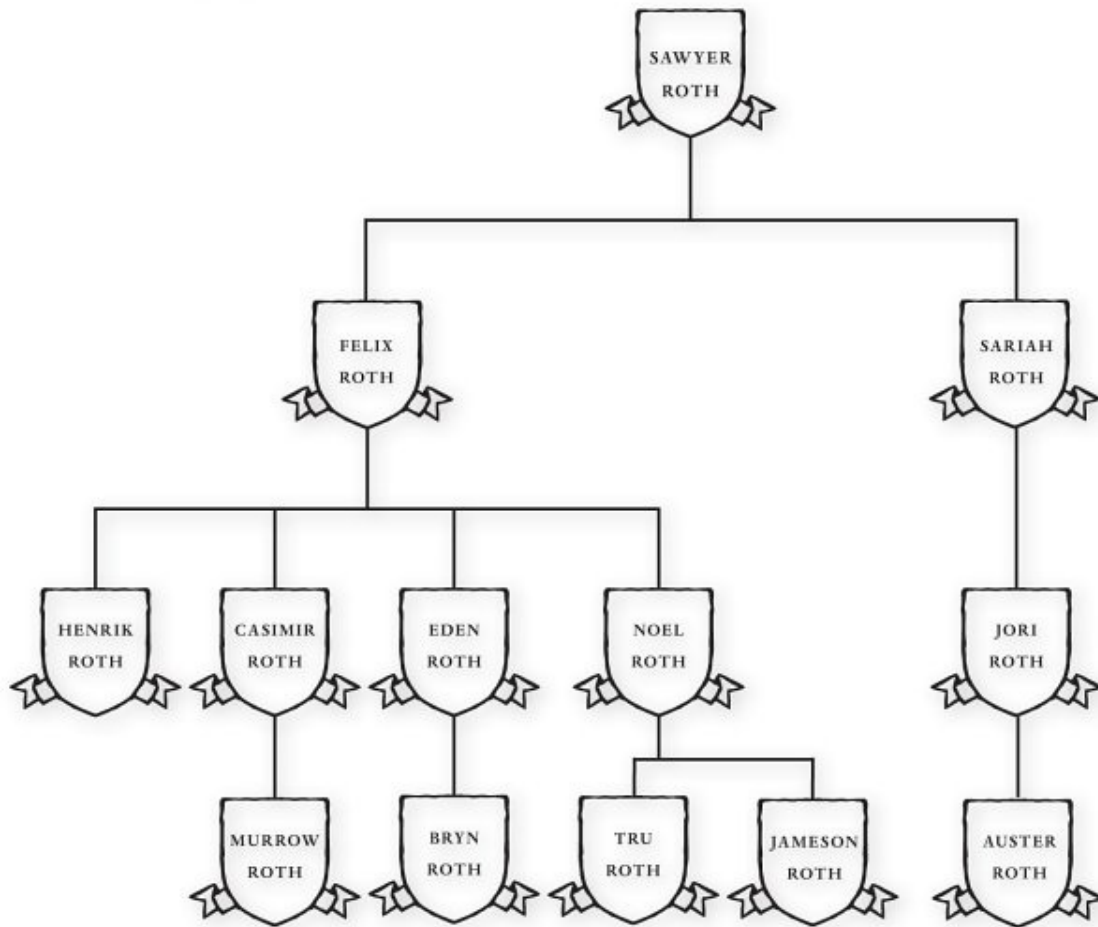 SAWYER
ROTH
FELIX
ROTH
SARIAH
ROTH
HENRIK
ROTH
CASIMIR
ROTH
EDEN
ROTH
NOEL
ROTH
JORI
ROTH
MURROW
ROTH
BRYN
ROTH
TRU
ROTH
JAMESON
ROTH
AUSTER
ROTH